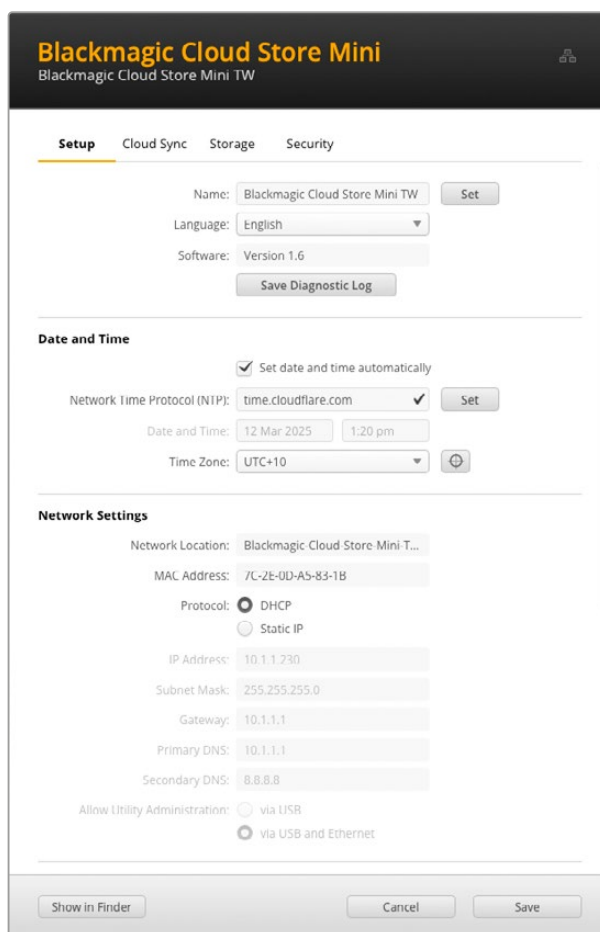 Blackmagic Cloud Store Mini
Blackmagic Cloud Store Mini TW
Setup Cloud Sync Storage Security
Name: Blackmagic Cloud Store Mini TW Set
Language: English
Software: Version 1.6
Save Diagnostic Log
Date and Time
Set date and time automatically
Network Time Protocol (NTP): time.cloudflare.com Set
Date and Time: 12 Mar 2025 1:20 pm
Time Zone: UTC+10
Network Settings
Network Location: Blackmagic-Cloud-Store-Mini-T...
MAC Address: 7C-2E-0D-A5-83-1B
Protocol: DHCP
Static IP
IP Address: 10.1.1.230
Subnet Mask: 255.255.255.0
Gateway: 10.1.1.1
Primary DNS: 10.1.1.1
Secondary DNS: 8.8.8.8
Allow Utility Administration: via USB
via USB and Ethernet
Show in Finder Cancel Save